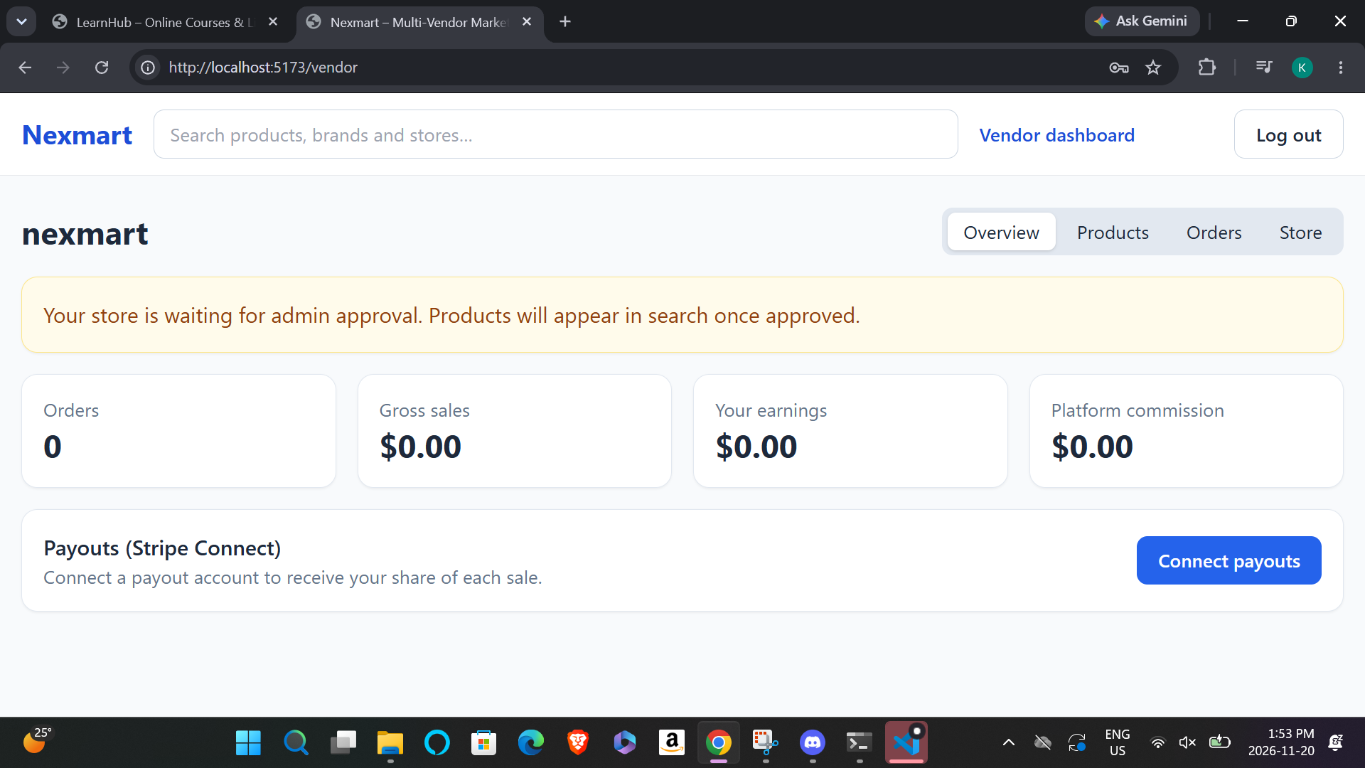 LearnHub – Online Courses & L
Nexmart – Multi-Vendor Marke
Ask Gemini
http://localhost:5173/vendor
K
Nexmart
Search products, brands and stores...
Vendor dashboard
Log out
nexmart
Overview
Products
Orders
Store
Your store is waiting for admin approval. Products will appear in search once approved.
Orders
0
Gross sales
$0.00
Your earnings
$0.00
Platform commission
$0.00
Payouts (Stripe Connect)
Connect a payout account to receive your share of each sale.
Connect payouts
25°
ENG
US
1:53 PM
2026-11-20